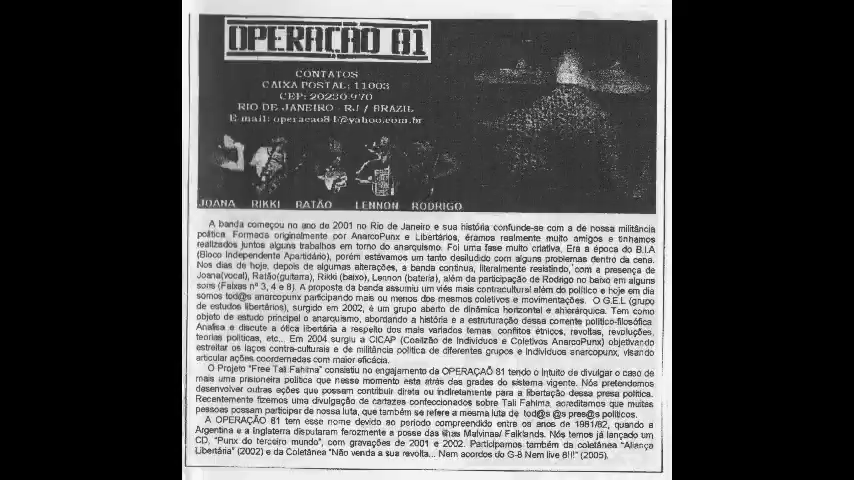 OPERAÇÃO 81
CONTATOS
CAIXA POSTAL: 11003
CEP: 20230 970
RIO DE JANEIRO - RJ / BRAZIL
E mail: operacao81@yahoo.com.br
JOANA RIKKI RATÃO LENNON RODRIGO
A banda começou no ano de 2001 no Rio de Janeiro e sua história confunde-se com a de nossa militância
política. Formada originalmente por AnarcoPunx e Libertários, éramos realmente muito amigos e tínhamos
realizados juntos alguns trabalhos em torno do anarquismo. Foi uma fase muito criativa. Era a época do B.I.A
(Bloco Independente Apartidário), porém estávamos um tanto desiludido com alguns problemas dentro da cena.
Nos dias de hoje, depois de algumas alterações, a banda continua, literalmente resistindo, com a presença de
Joana(vocal), Ratão(guitarra), Rikki (baixo), Lennon (bateria), além da participação de Rodrigo no baixo em alguns
sons (Faixas nº 3, 4 e 8). A proposta da banda assumiu um viés mais contracultural além do político e hoje em dia
somos tod@s anarcopunx participando mais ou menos dos mesmos coletivos e movimentações. O G.E.L (grupo
de estudos libertários), surgido em 2002, é um grupo aberto de dinâmica horizontal e ahierárquica. Tem como
objeto de estudo principal o anarquismo, abordando a história e a estruturação dessa corrente político-filosófica.
Analisa e discute a ótica libertária a respeito dos mais variados temas: conflitos étnicos, revoltas, revoluções,
teorias políticas, etc... Em 2004 surgiu a CICAP (Coalizão de Indivíduos e Coletivos AnarcoPunx) objetivando
estreitar os laços contra-culturais e de militância política de diferentes grupos e indivíduos anarcopunx, visando
articular ações coordenadas com maior eficácia.
O Projeto "Free Tali Fahima" consistiu no engajamento da OPERAÇAÕ 81 tendo o intuito de divulgar o caso de
mais uma prisioneira política que nesse momento esta atrás das grades do sistema vigente. Nós pretendemos
desenvolver outras ações que possam contribuir direta ou indiretamente para a libertação dessa presa política.
Recentemente fizemos uma divulgação de cartazes confeccionados sobre Tali Fahima, acreditamos que muitas
pessoas possam participar de nossa luta, que também se refere a mesma luta de tod@s @s pres@s políticos.
A OPERAÇÃO 81 tem esse nome devido ao período compreendido entre os anos de 1981/82, quando a
Argentina e a Inglaterra disputaram ferozmente a posse das Ilhas Malvinas/ Falklands. Nós temos já lançado um
CD, "Punx do terceiro mundo", com gravações de 2001 e 2002. Participamos também da coletânea "Aliança
Libertária" (2002) e da Coletânea "Não venda a sua revolta... Nem acordos do G-8 Nem live 8!!!" (2005).